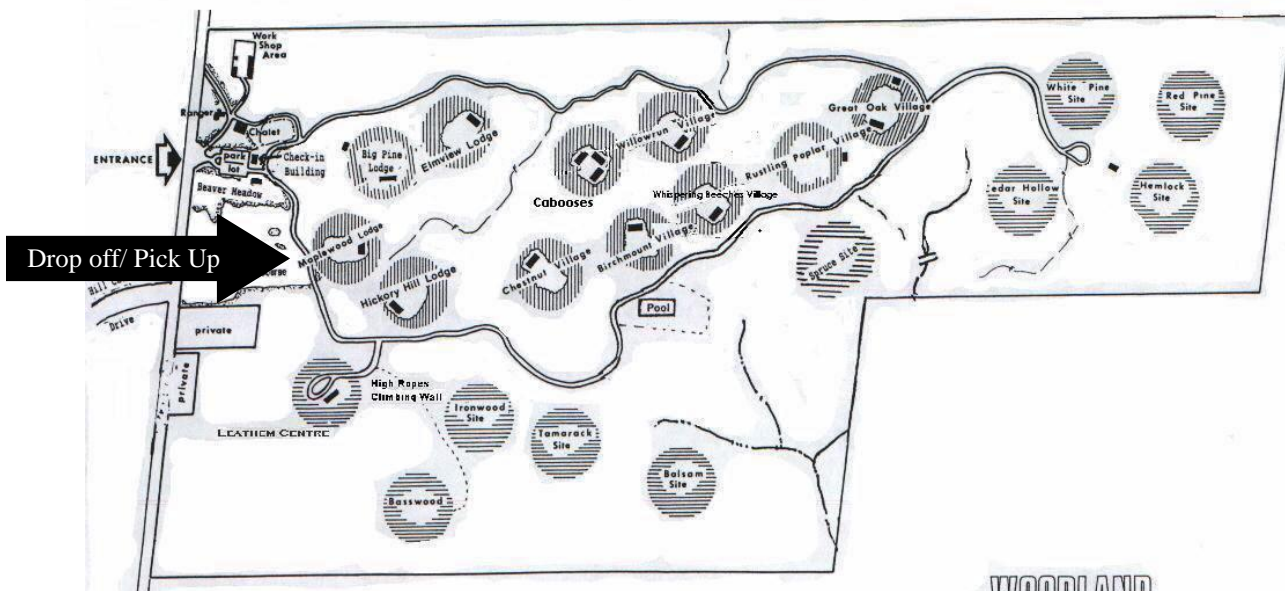 Work
Shop
Area
Ranger
Chalet
ENTRANCE
park
lot
Check-in
Building
Beaver Meadow
Big Pine
Lodge
Elmview Lodge
Cabooses
Willowrun Village
Great Oak Village
Rustling Poplar Village
Whispering Beeches Village
White Pine
Site
Red Pine
Site
Cedar Hollow
Site
Hemlock
Site
Drop off/ Pick Up
Maplewood Lodge
Hickory Hill Lodge
Chestnut Village
Birchmount Village
Spruce Site
Pool
Drive
private
private
High Ropes
Climbing Wall
LEATHEM CENTRE
Ironwood
Site
Tamarack
Site
Balsam
Site
Basswood
WOODLAND